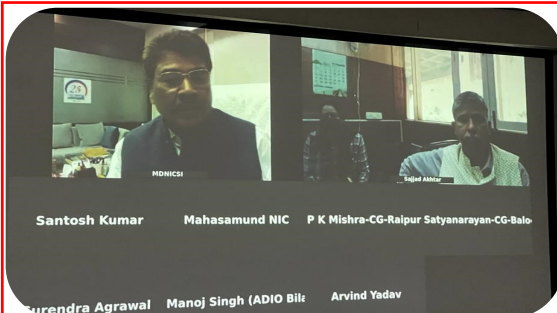 MDNICSI
Sajjad Akhtar
Santosh Kumar Mahasamund NIC P K Mishra-CG-Raipur Satyanarayan-CG-Balo
urendra Agrawal Manoj Singh (ADIO Bila Arvind Yadav